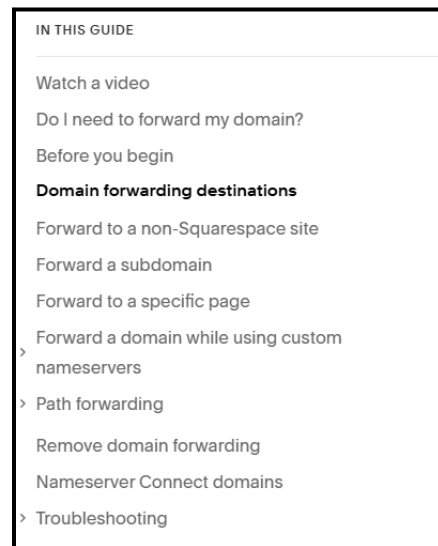 IN THIS GUIDE
Watch a video
Do I need to forward my domain?
Before you begin
Domain forwarding destinations
Forward to a non-Squarespace site
Forward a subdomain
Forward to a specific page
Forward a domain while using custom
nameservers
Path forwarding
Remove domain forwarding
Nameserver Connect domains
Troubleshooting